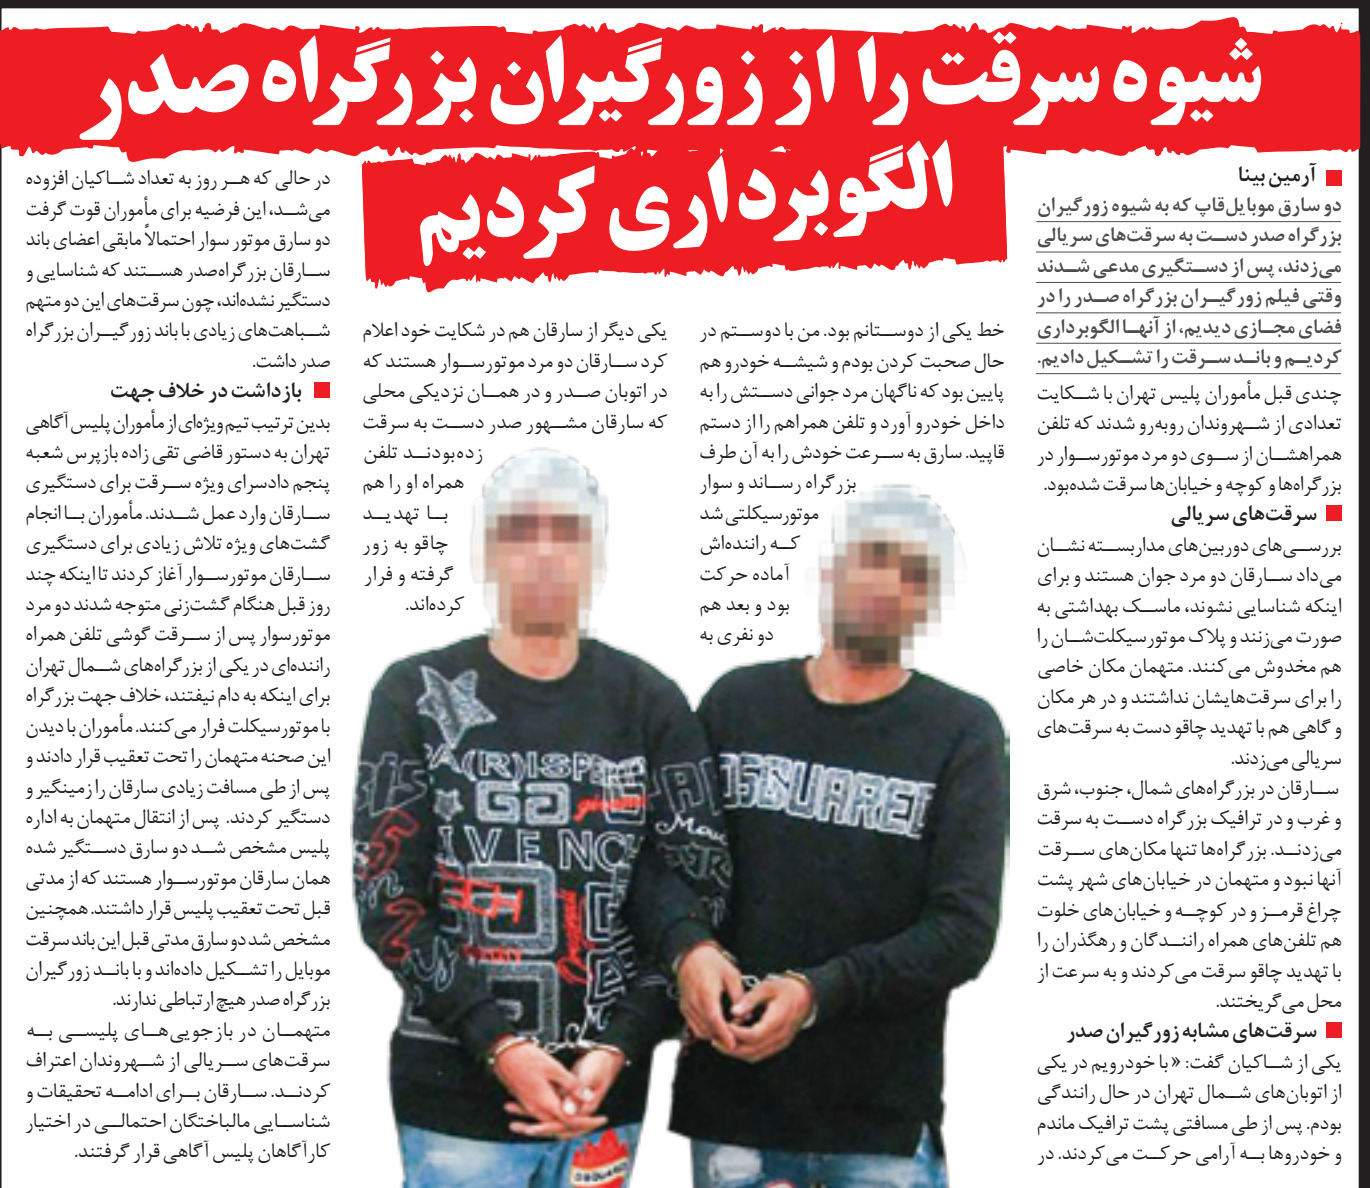 شیوه سرقت را از زورگیران بزرگراه صدر
الگوبرداری کردیم
آرمین بینا
دو سارق موبایل‌قاپ که به شیوه زورگیران
بزرگراه صدر دست به سرقت‌های سریالی
می‌زدند، پس از دستگیری مدعی شدند
وقتی فیلم زورگیران بزرگراه صدر را در
فضای مجازی دیدیم، از آنها الگوبرداری
کردیم و باند سرقت را تشکیل دادیم.
چندی قبل مأموران پلیس تهران با شکایت
تعدادی از شهروندان روبه‌رو شدند که تلفن
همراهشان از سوی دو مرد موتورسوار در
بزرگراه‌ها و کوچه و خیابان‌ها سرقت شده‌بود.
سرقت‌های سریالی
بررسی‌های دوربین‌های مداربسته نشان
می‌داد سارقان دو مرد جوان هستند و برای
اینکه شناسایی نشوند، ماسک بهداشتی به
صورت می‌زنند و پلاک موتورسیکلت‌شان را
هم مخدوش می‌کنند. متهمان مکان خاصی
را برای سرقت‌هایشان نداشتند و در هر مکان
و گاهی هم با تهدید چاقو دست به سرقت‌های
سریالی می‌زدند.
سارقان در بزرگراه‌های شمال، جنوب، شرق
و غرب و در ترافیک بزرگراه دست به سرقت
می‌زدند. بزرگراه‌ها تنها مکان‌های سرقت
آنها نبود و متهمان در خیابان‌های شهر پشت
چراغ قرمز و در کوچه و خیابان‌های خلوت
هم تلفن‌های همراه رانندگان و رهگذران را
با تهدید چاقو سرقت می‌کردند و به سرعت از
محل می‌گریختند.
سرقت‌های مشابه زورگیران صدر
یکی از شاکیان گفت: «با خودرویم در یکی
از اتوبان‌های شمال تهران در حال رانندگی
بودم. پس از طی مسافتی پشت ترافیک ماندم
و خودروها به آرامی حرکت می‌کردند. در
خط یکی از دوستانم بود. من با دوستم در
حال صحبت کردن بودم و شیشه خودرو هم
پایین بود که ناگهان مرد جوانی دستش را به
داخل خودرو آورد و تلفن همراهم را از دستم
قاپید. سارق به سرعت خودش را به آن طرف
بزرگراه رساند و سوار
موتورسیکلتی شد
که راننده‌اش
آماده حرکت
بود و بعد هم
دو نفری به
یکی دیگر از سارقان هم در شکایت خود اعلام
کرد سارقان دو مرد موتورسوار هستند که
در اتوبان صدر و در همان نزدیکی محلی
که سارقان مشهور صدر دست به سرقت
زده‌بودند تلفن
همراه او را هم
با تهدید
چاقو به زور
گرفته و فرار
کرده‌اند.
در حالی که هر روز به تعداد شاکیان افزوده
می‌شد، این فرضیه برای مأموران قوت گرفت
دو سارق موتور سوار احتمالاً مابقی اعضای باند
سارقان بزرگراه‌صدر هستند که شناسایی و
دستگیر نشده‌اند، چون سرقت‌های این دو متهم
شباهت‌های زیادی با باند زورگیران بزرگراه
صدر داشت.
بازداشت در خلاف جهت
بدین ترتیب تیم ویژه‌ای از مأموران پلیس آگاهی
تهران به دستور قاضی تقی زاده بازپرس شعبه
پنجم دادسرای ویژه سرقت برای دستگیری
سارقان وارد عمل شدند. مأموران با انجام
گشت‌های ویژه تلاش زیادی برای دستگیری
سارقان موتورسوار آغاز کردند تا اینکه چند
روز قبل هنگام گشت‌زنی متوجه شدند دو مرد
موتورسوار پس از سرقت گوشی تلفن همراه
راننده‌ای در یکی از بزرگراه‌های شمال تهران
برای اینکه به دام نیفتند، خلاف جهت بزرگراه
با موتورسیکلت فرار می‌کنند. مأموران با دیدن
این صحنه متهمان را تحت تعقیب قرار دادند و
پس از طی مسافت زیادی سارقان را زمینگیر و
دستگیر کردند. پس از انتقال متهمان به اداره
پلیس مشخص شد دو سارق دستگیر شده
همان سارقان موتورسوار هستند که از مدتی
قبل تحت تعقیب پلیس قرار داشتند. همچنین
مشخص شد دو سارق مدتی قبل این باند سرقت
موبایل را تشکیل داده‌اند و با باند زورگیران
بزرگراه صدر هیچ ارتباطی ندارند.
متهمان در بازجویی‌های پلیسی به
سرقت‌های سریالی از شهروندان اعتراف
کردند. سارقان برای ادامه تحقیقات و
شناسایی مالباختگان احتمالی در اختیار
کارآگاهان پلیس آگاهی قرار گرفتند.